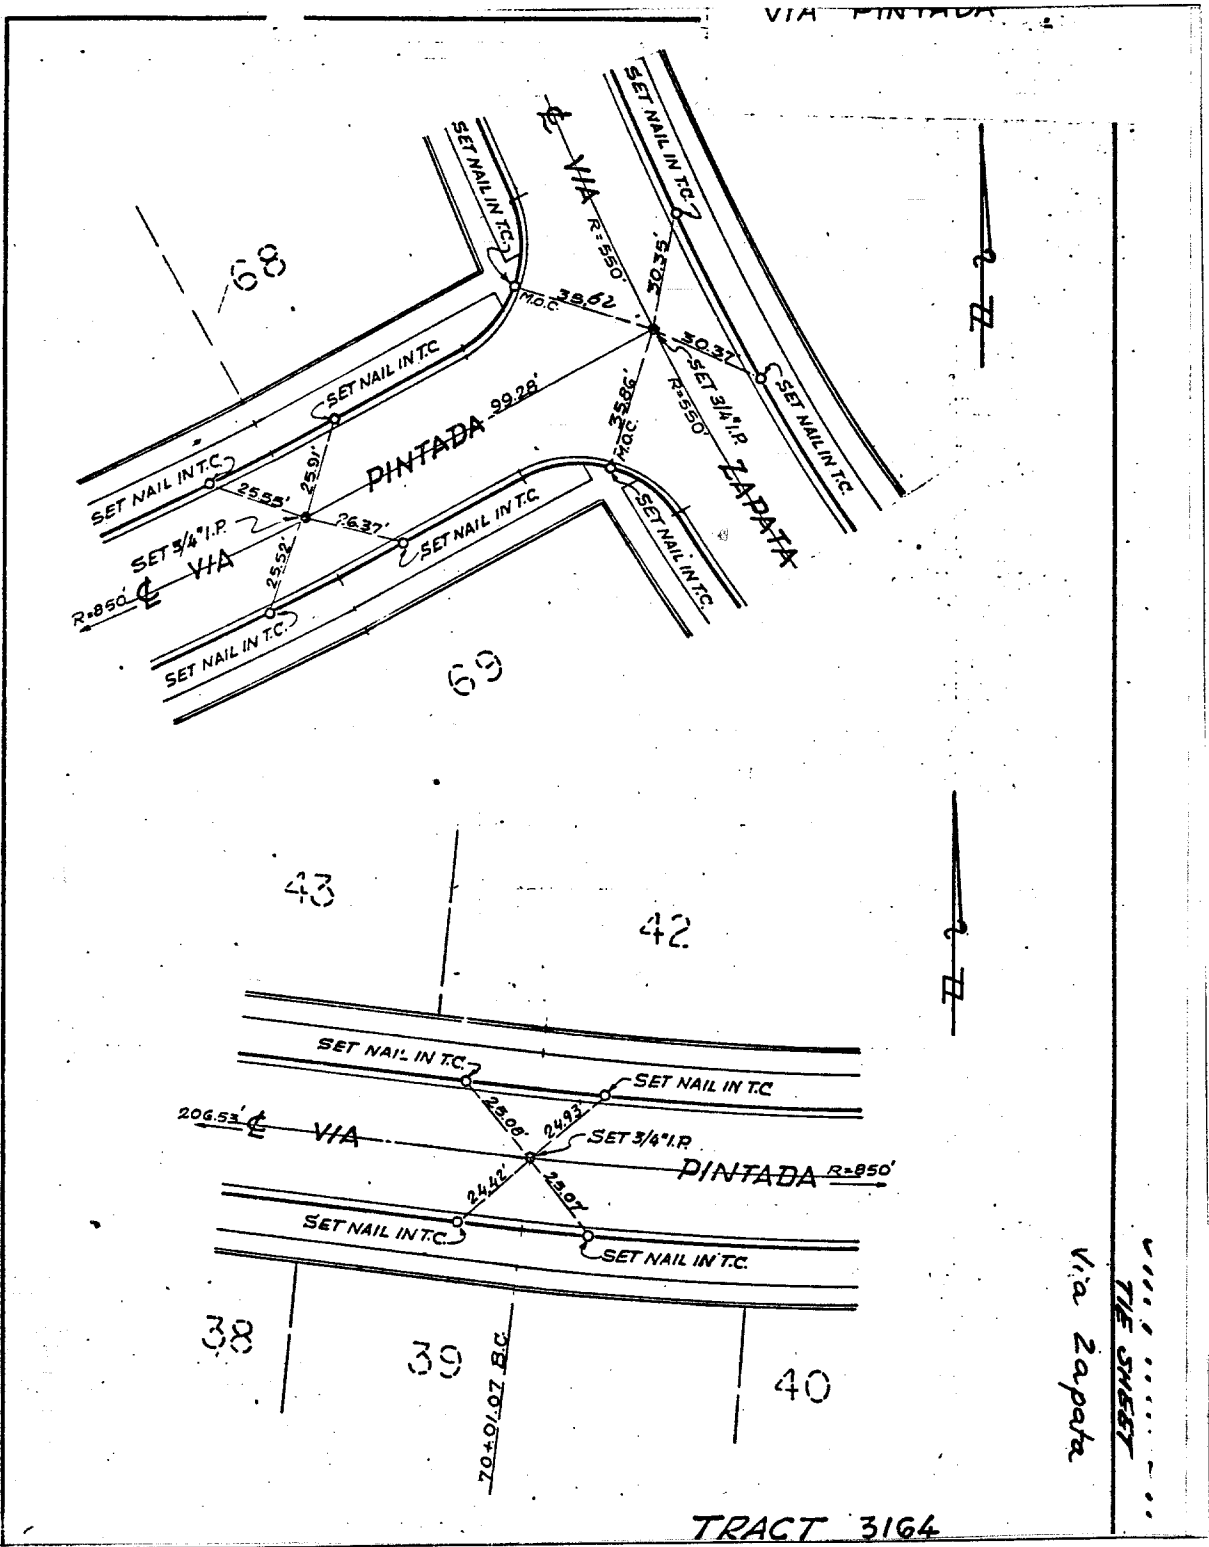 VIA PINTADA
SET NAIL IN T.C.
SET NAIL IN T.C.
℄ VIA
R=550'
68
M.O.C.
38.62
30.35'
30.37'
SET NAIL IN T.C.
SET 3/4" I.P.
R=550'
ZAPATA
35.86'
M.O.C.
SET NAIL IN T.C.
SET NAIL IN T.C.
PINTADA 99.28'
SET NAIL IN T.C.
25.91'
25.55'
26.37'
SET NAIL IN T.C.
SET 3/4" I.P.
VIA
25.52'
R=850' ℄
SET NAIL IN T.C.
69
N
43
42
N
SET NAIL IN T.C.
SET NAIL IN T.C
25.08'
24.93'
206.53' ℄ VIA
SET 3/4" I.P.
PINTADA R=850'
24.42'
25.07'
SET NAIL IN T.C.
SET NAIL IN T.C.
38
39
70+01.07 B.C.
40
TIE SHEET
Via Zapata
TRACT 3164